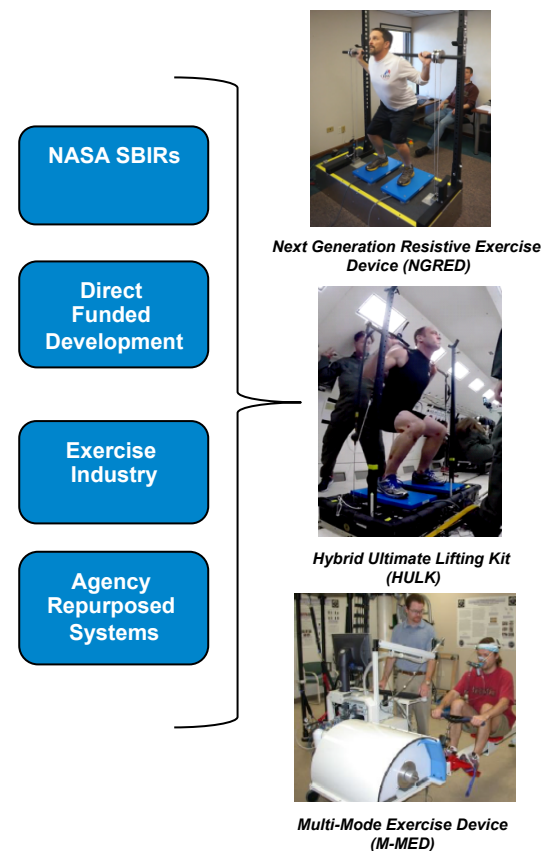 NASA SBIRs
Direct
Funded
Development
Exercise
Industry
Agency
Repurposed
Systems
Next Generation Resistive Exercise
Device (NGRED)
Hybrid Ultimate Lifting Kit
(HULK)
Multi-Mode Exercise Device
(M-MED)